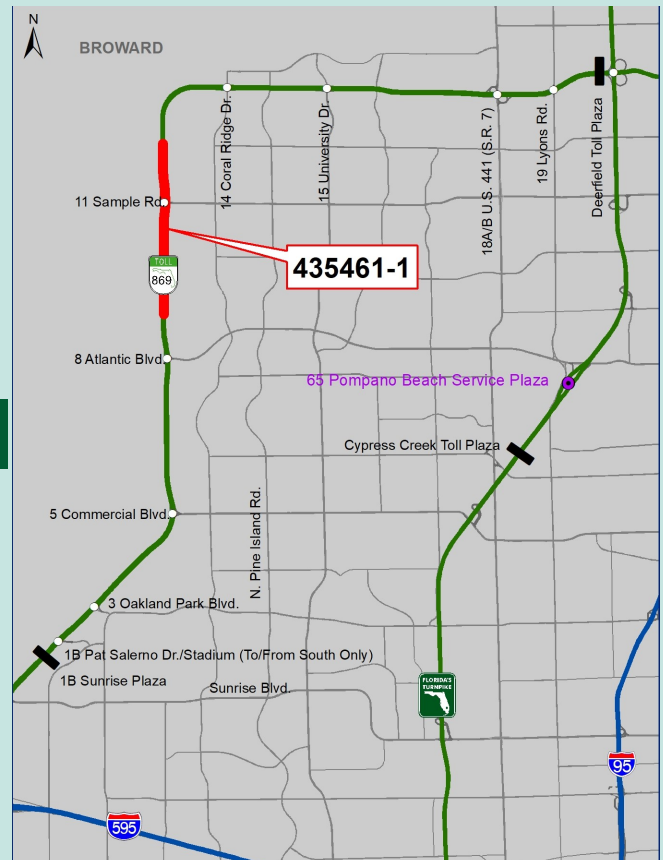 N
BROWARD
14 Coral Ridge Dr.
15 University Dr.
18A/B U.S. 441 (S.R. 7)
19 Lyons Rd.
Deerfield Toll Plaza
11 Sample Rd.
435461-1
TOLL
869
8 Atlantic Blvd.
65 Pompano Beach Service Plaza
Cypress Creek Toll Plaza
N. Pine Island Rd.
5 Commercial Blvd.
3 Oakland Park Blvd.
1B Pat Salerno Dr./Stadium (To/From South Only)
1B Sunrise Plaza
Sunrise Blvd.
FLORIDA'S
TURNPIKE
95
595